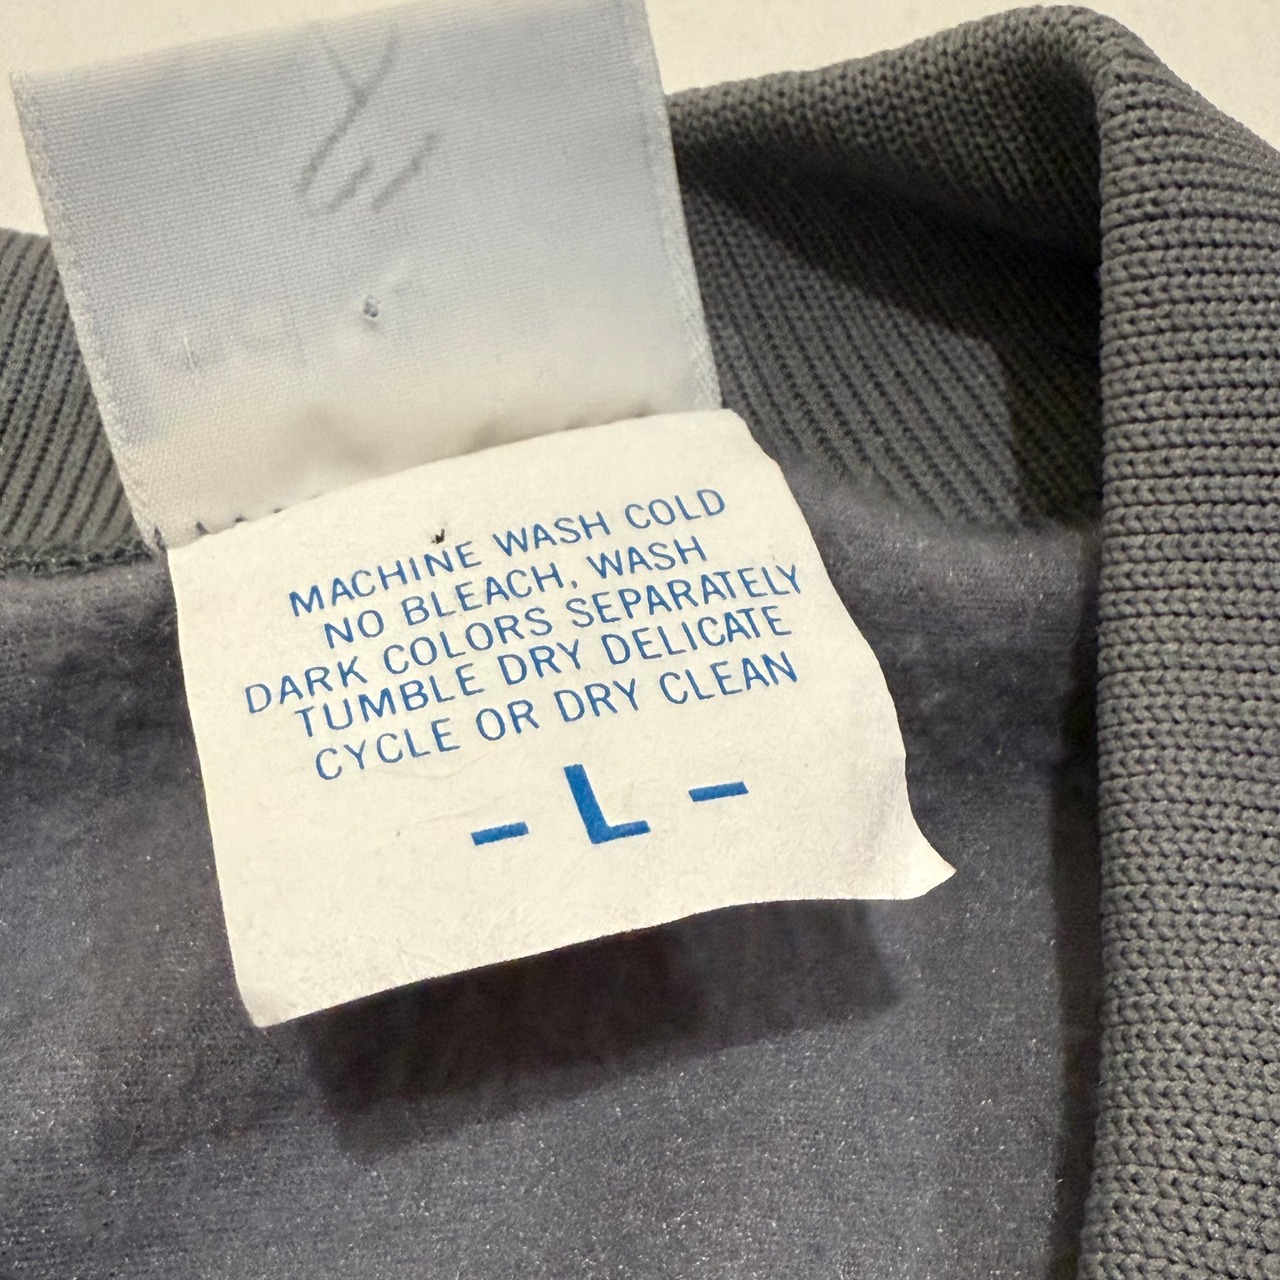 MACHINE WASH COLD
NO BLEACH, WASH
DARK COLORS SEPARATELY
TUMBLE DRY DELICATE
CYCLE OR DRY CLEAN
- L -